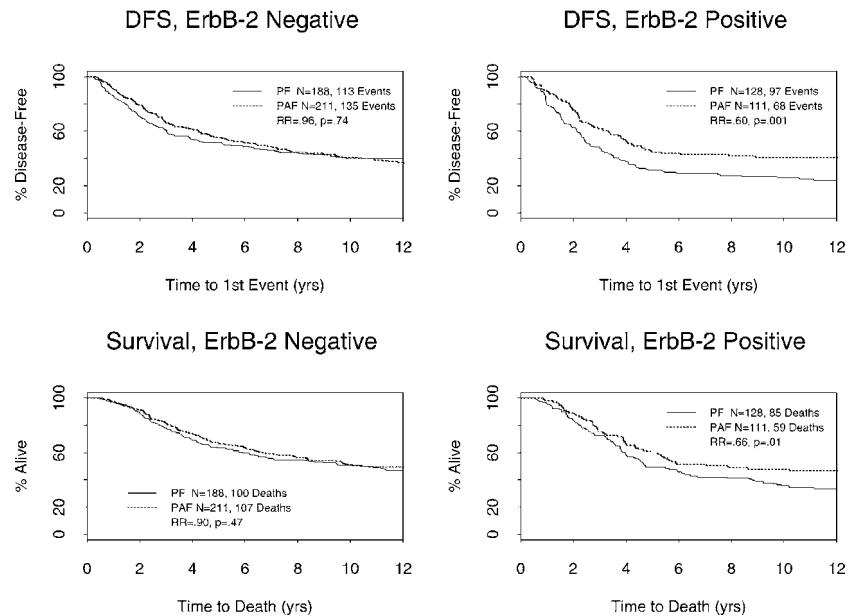 DFS, ErbB-2 Negative
% Disease-Free
100
60
20
0
PF N=188, 113 Events
PAF N=211, 135 Events
RR=.96, p=.74
0 2 4 6 8 10 12
Time to 1st Event (yrs)
DFS, ErbB-2 Positive
% Disease-Free
100
60
20
0
PF N=128, 97 Events
PAF N=111, 68 Events
RR=.60, p=.001
0 2 4 6 8 10 12
Time to 1st Event (yrs)
Survival, ErbB-2 Negative
% Alive
100
60
20
0
PF N=188, 100 Deaths
PAF N=211, 107 Deaths
RR=.90, p=.47
0 2 4 6 8 10 12
Time to Death (yrs)
Survival, ErbB-2 Positive
% Alive
100
60
20
0
PF N=128, 85 Deaths
PAF N=111, 59 Deaths
RR=.66, p=.01
0 2 4 6 8 10 12
Time to Death (yrs)